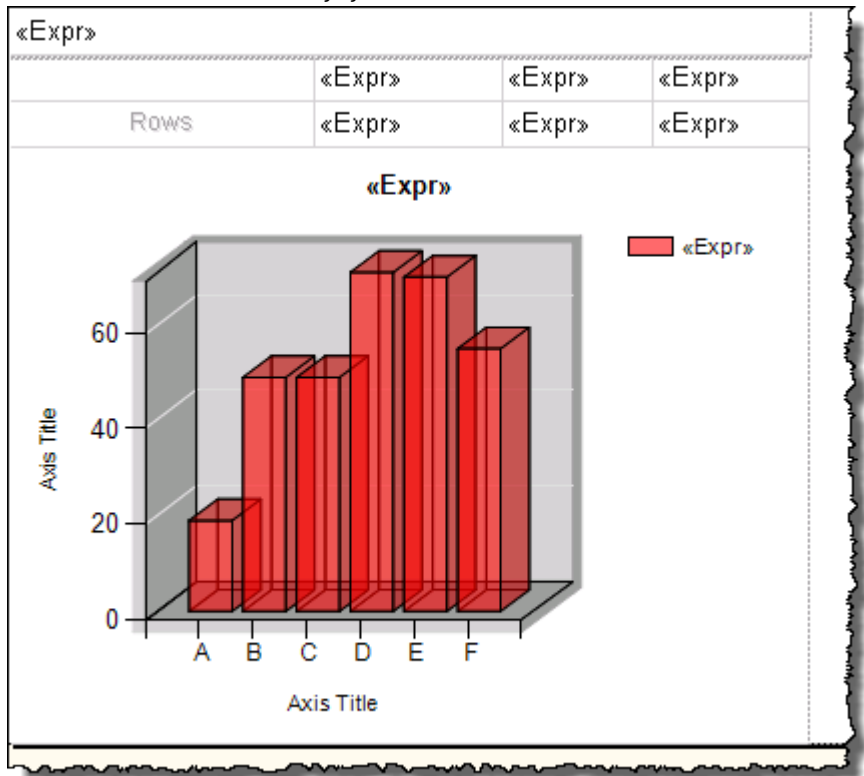 «Expr»
«Expr» «Expr» «Expr»
Rows «Expr» «Expr» «Expr»
«Expr»
«Expr»
60
40
20
0
Axis Title
A B C D E F
Axis Title